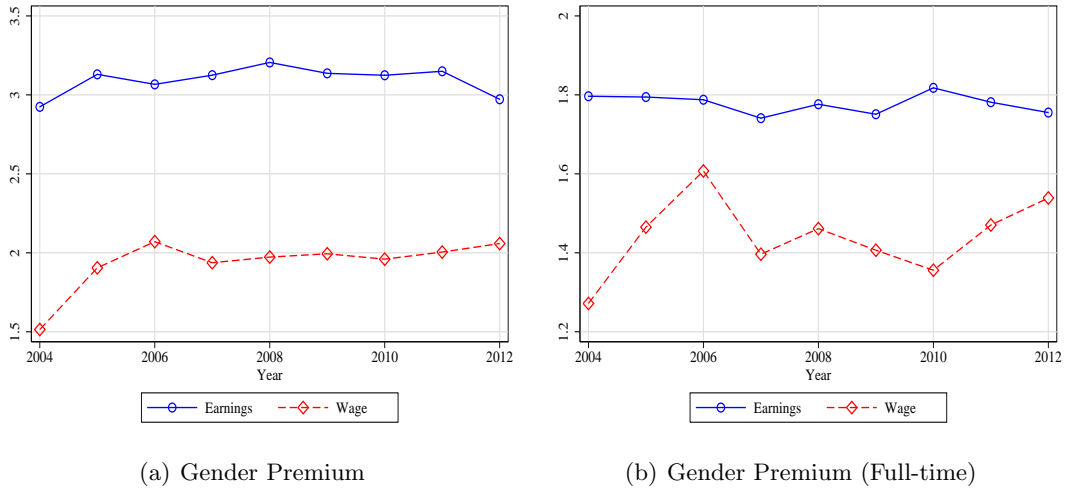 3.5
3
2.5
2
1.5
2004 2006 2008 2010 2012
Year
Earnings Wage
(a) Gender Premium
2
1.8
1.6
1.4
1.2
2004 2006 2008 2010 2012
Year
Earnings Wage
(b) Gender Premium (Full-time)